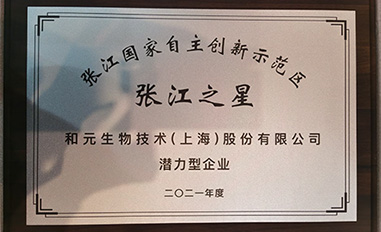 张江国家自主创新示范区
张江之星
和元生物技术(上海)股份有限公司
潜力型企业
二〇二一年度